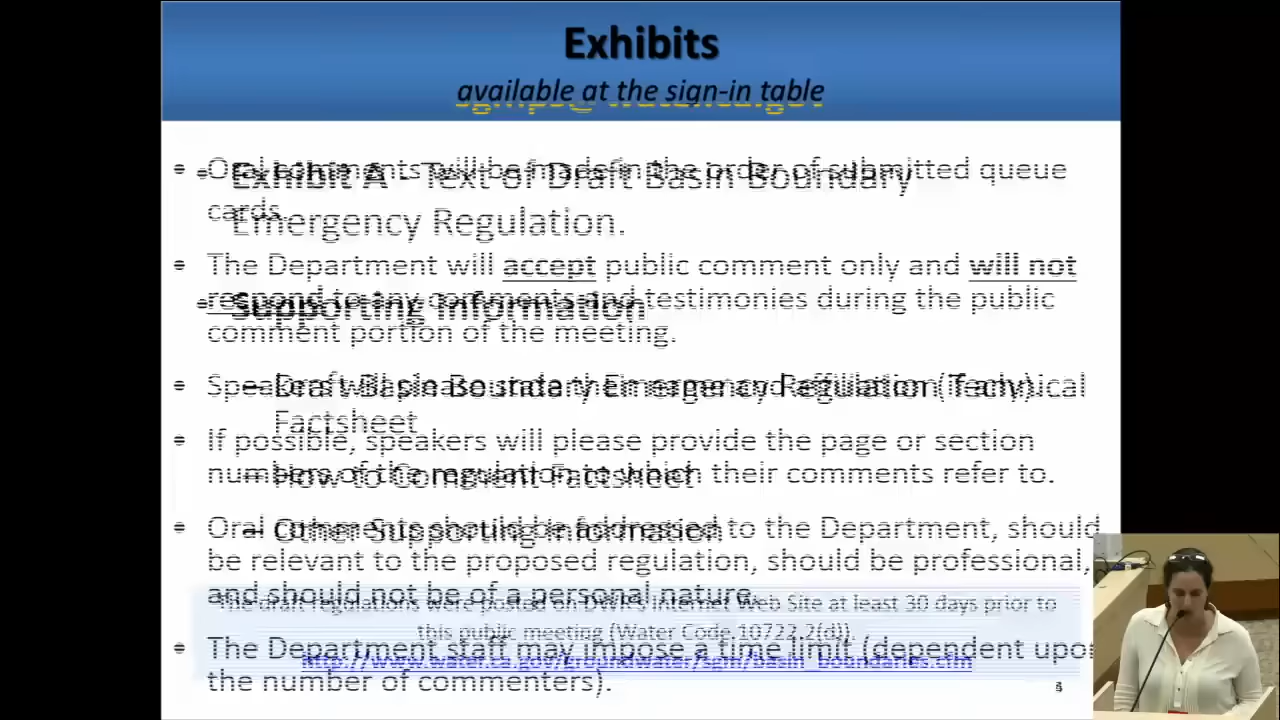 Exhibits
available at the sign-in table
• Oral comments will be made in the order of submitted queue
cards.
• Exhibit A - Text of Draft Basin Boundary
Emergency Regulation.
• The Department will accept public comment only and will not
respond to any comments and testimonies during the public
comment portion of the meeting.
• Supporting Information
• Speakers will please state their name and affiliation (if any).
– Draft Basin Boundary Emergency Regulation Technical
Factsheet
• If possible, speakers will please provide the page or section
numbers of the regulation to which their comments refer to.
– How to Comment Factsheet
• Oral comments should be addressed to the Department, should
be relevant to the proposed regulation, should be professional,
and should not be of a personal nature.
– Other Supporting Information
The draft regulations were posted on DWR's Internet Web Site at least 30 days prior to
this public meeting (Water Code 10722.2(d)).
http://www.water.ca.gov/groundwater/sgm/basin_boundaries.cfm
• The Department staff may impose a time limit (dependent upon
the number of commenters).